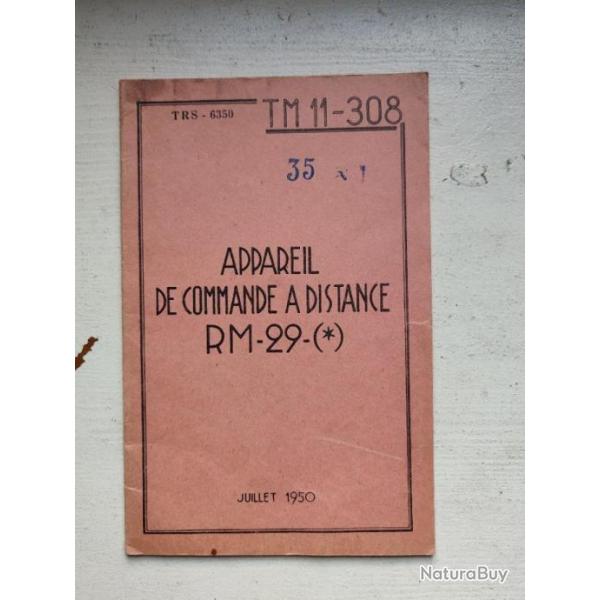 TRS - 6350
TM 11-308
35
APPAREIL
DE COMMANDE A DISTANCE
RM-29-(*)
JUILLET 1950
NaturaBuy